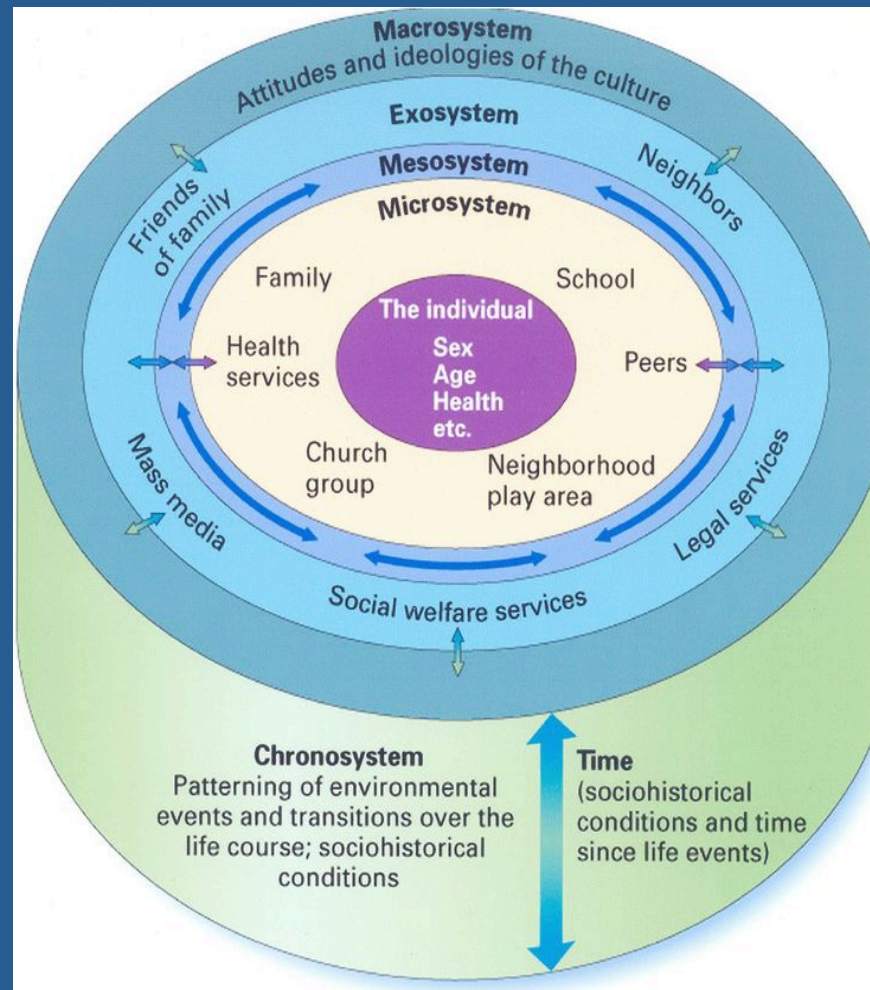 Macrosystem
Attitudes and ideologies of the culture
Exosystem
Mesosystem
Microsystem
Friends
of family
Neighbors
Family
School
The individual
Sex
Age
Health
etc.
Health
services
Peers
Church
group
Neighborhood
play area
Mass media
Legal services
Social welfare services
Chronosystem
Patterning of environmental
events and transitions over the
life course; sociohistorical
conditions
Time
(sociohistorical
conditions and time
since life events)